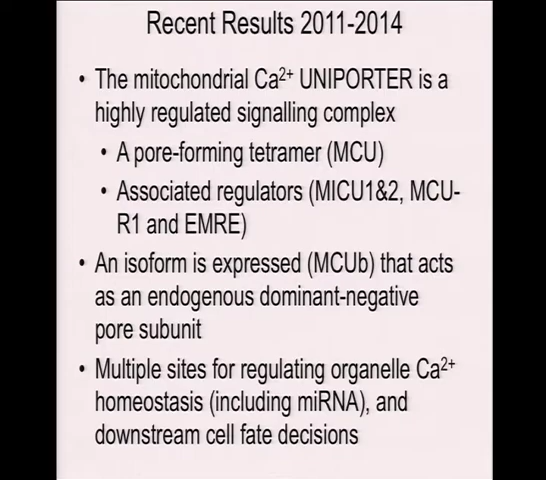 Recent Results 2011-2014
• The mitochondrial Ca²⁺ UNIPORTER is a
highly regulated signalling complex
• A pore-forming tetramer (MCU)
• Associated regulators (MICU1&2, MCU-
R1 and EMRE)
• An isoform is expressed (MCUb) that acts
as an endogenous dominant-negative
pore subunit
• Multiple sites for regulating organelle Ca²⁺
homeostasis (including miRNA), and
downstream cell fate decisions